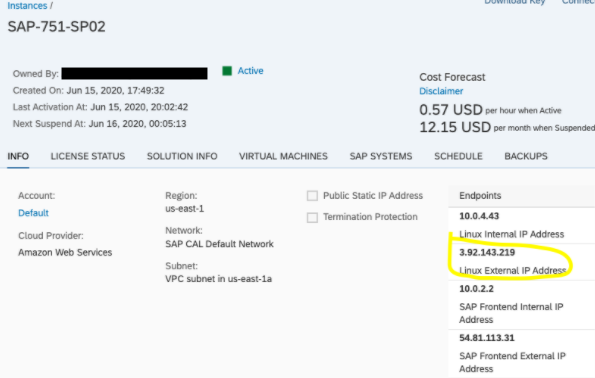 Instances /
Download Key Connec
SAP-751-SP02
Owned By:
Active
Created On: Jun 15, 2020, 17:49:32
Last Activation At: Jun 15, 2020, 20:02:42
Next Suspend At: Jun 16, 2020, 00:05:13
Cost Forecast
Disclaimer
0.57 USD per hour when Active
12.15 USD per month when Suspended
INFO LICENSE STATUS SOLUTION INFO VIRTUAL MACHINES SAP SYSTEMS SCHEDULE BACKUPS
Account:
Default
Cloud Provider:
Amazon Web Services
Region:
us-east-1
Network:
SAP CAL Default Network
Subnet:
VPC subnet in us-east-1a
Public Static IP Address
Termination Protection
Endpoints
10.0.4.43
Linux Internal IP Address
3.92.143.219
Linux External IP Address
10.0.2.2
SAP Frontend Internal IP
Address
54.81.113.31
SAP Frontend External IP
Address